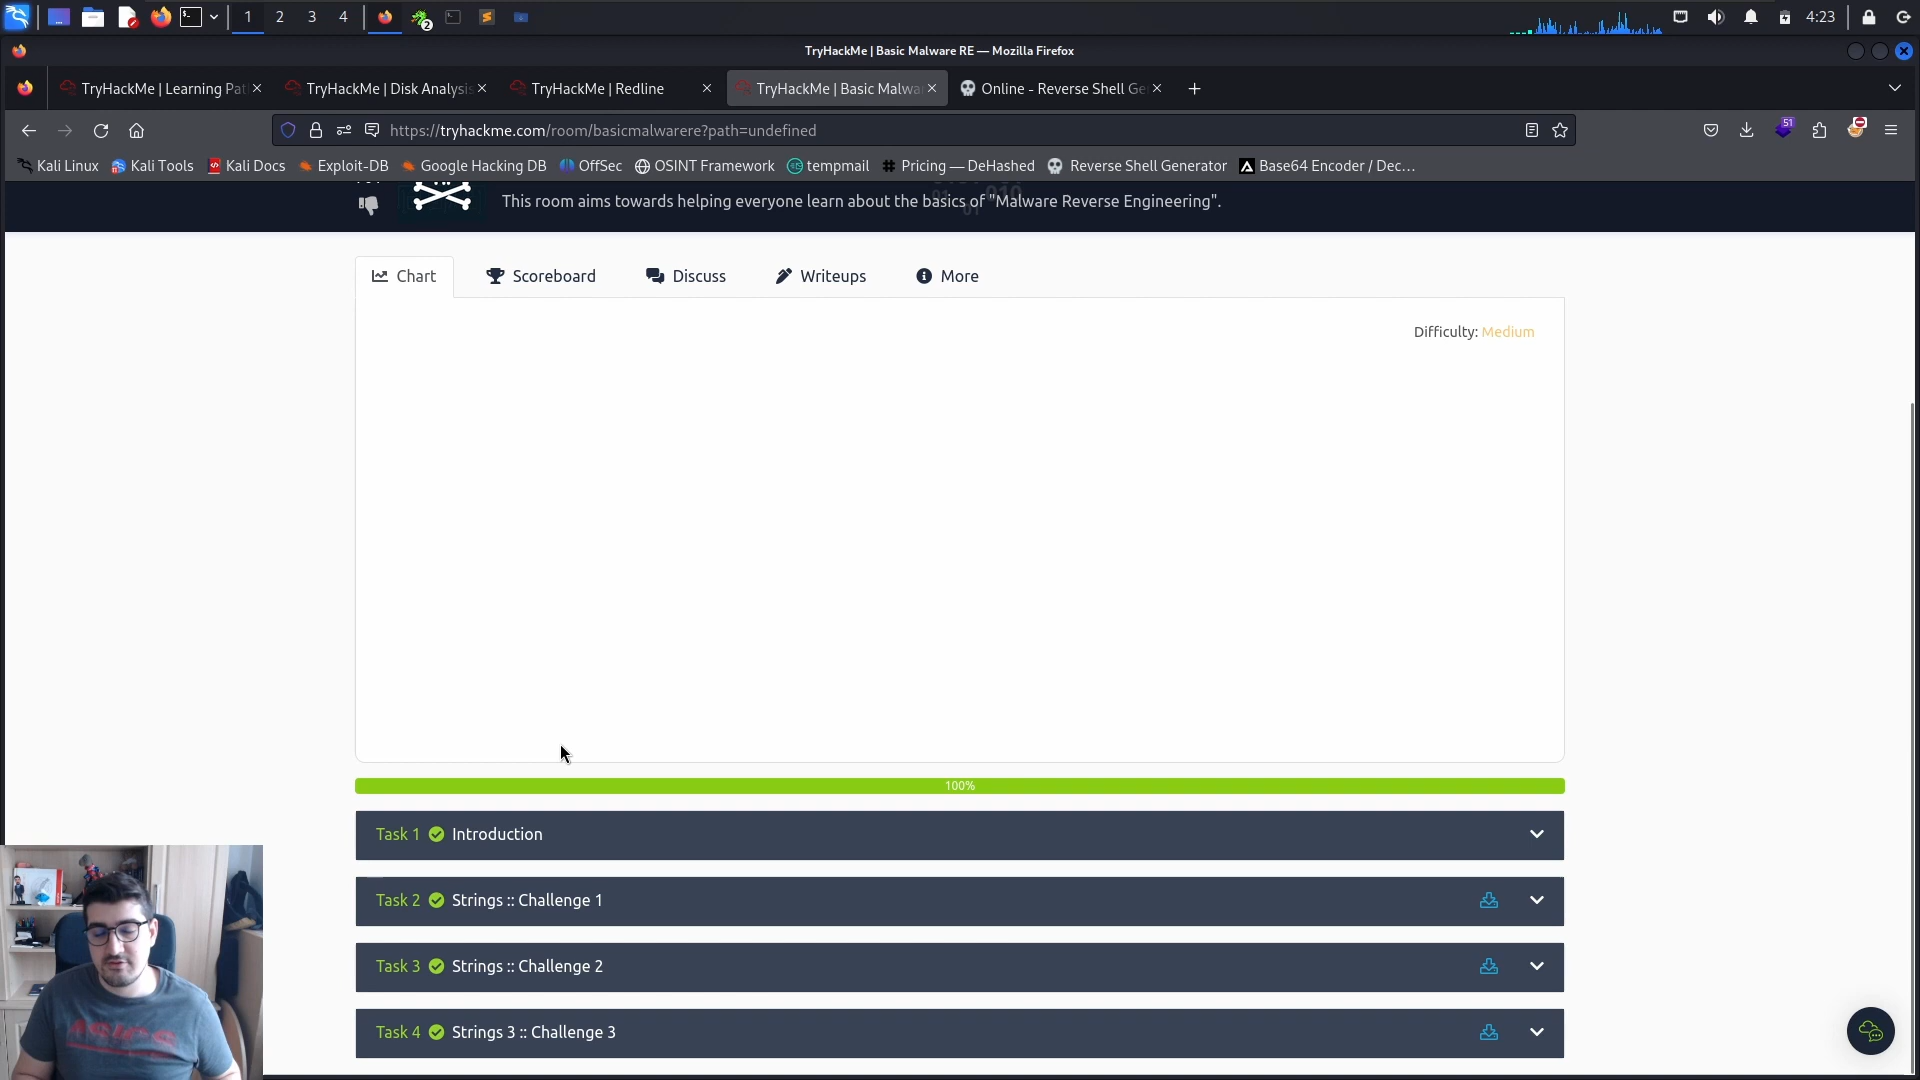 1
2
3
4
2
4:23
TryHackMe | Basic Malware RE — Mozilla Firefox
TryHackMe | Learning Pat
TryHackMe | Disk Analysis
TryHackMe | Redline
TryHackMe | Basic Malwa
Online - Reverse Shell Ge
https://tryhackme.com/room/basicmalwarere?path=undefined
51
Kali Linux
Kali Tools
Kali Docs
Exploit-DB
Google Hacking DB
OffSec
OSINT Framework
tempmail
Pricing — DeHashed
Reverse Shell Generator
Base64 Encoder / Dec…
This room aims towards helping everyone learn about the basics of "Malware Reverse Engineering".
Chart
Scoreboard
Discuss
Writeups
More
Difficulty: Medium
100%
Task 1 Introduction
Task 2 Strings :: Challenge 1
Task 3 Strings :: Challenge 2
Task 4 Strings 3 :: Challenge 3